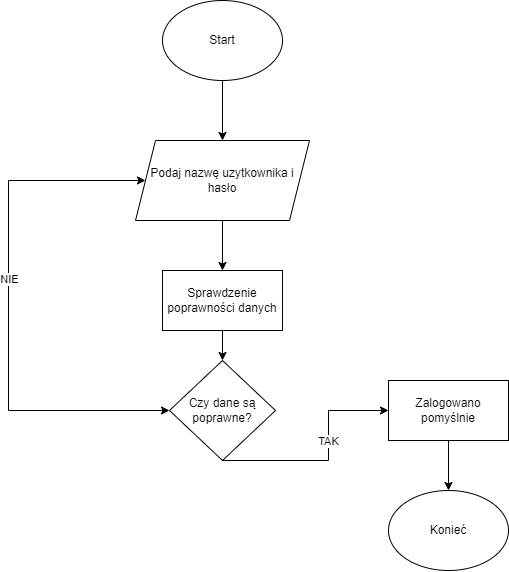 Start
Podaj nazwę uzytkownika i
hasło
NIE
Sprawdzenie
poprawności danych
Czy dane są
poprawne?
TAK
Zalogowano
pomyślnie
Konieć